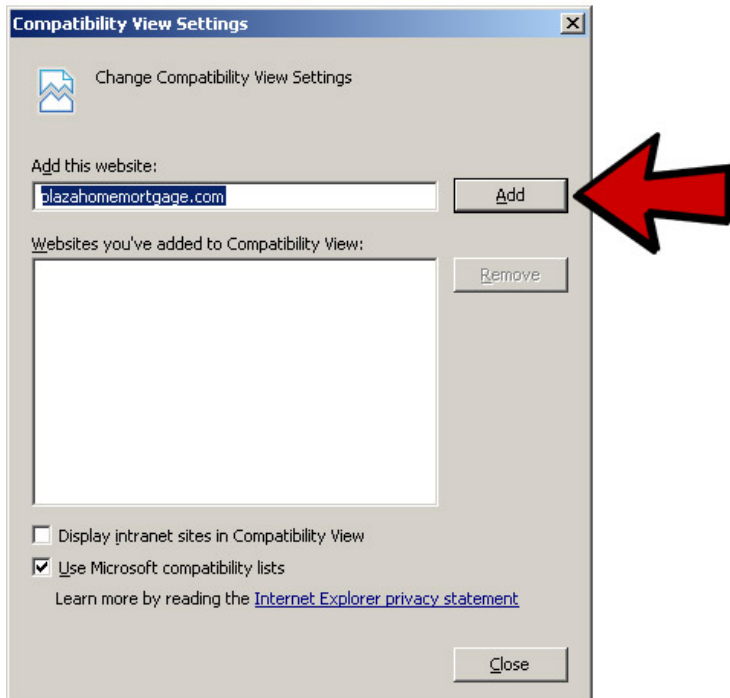 Compatibility View Settings
Change Compatibility View Settings
Add this website:
plazahomemortgage.com
Add
Websites you've added to Compatibility View:
Remove
Display intranet sites in Compatibility View
Use Microsoft compatibility lists
Learn more by reading the Internet Explorer privacy statement
Close